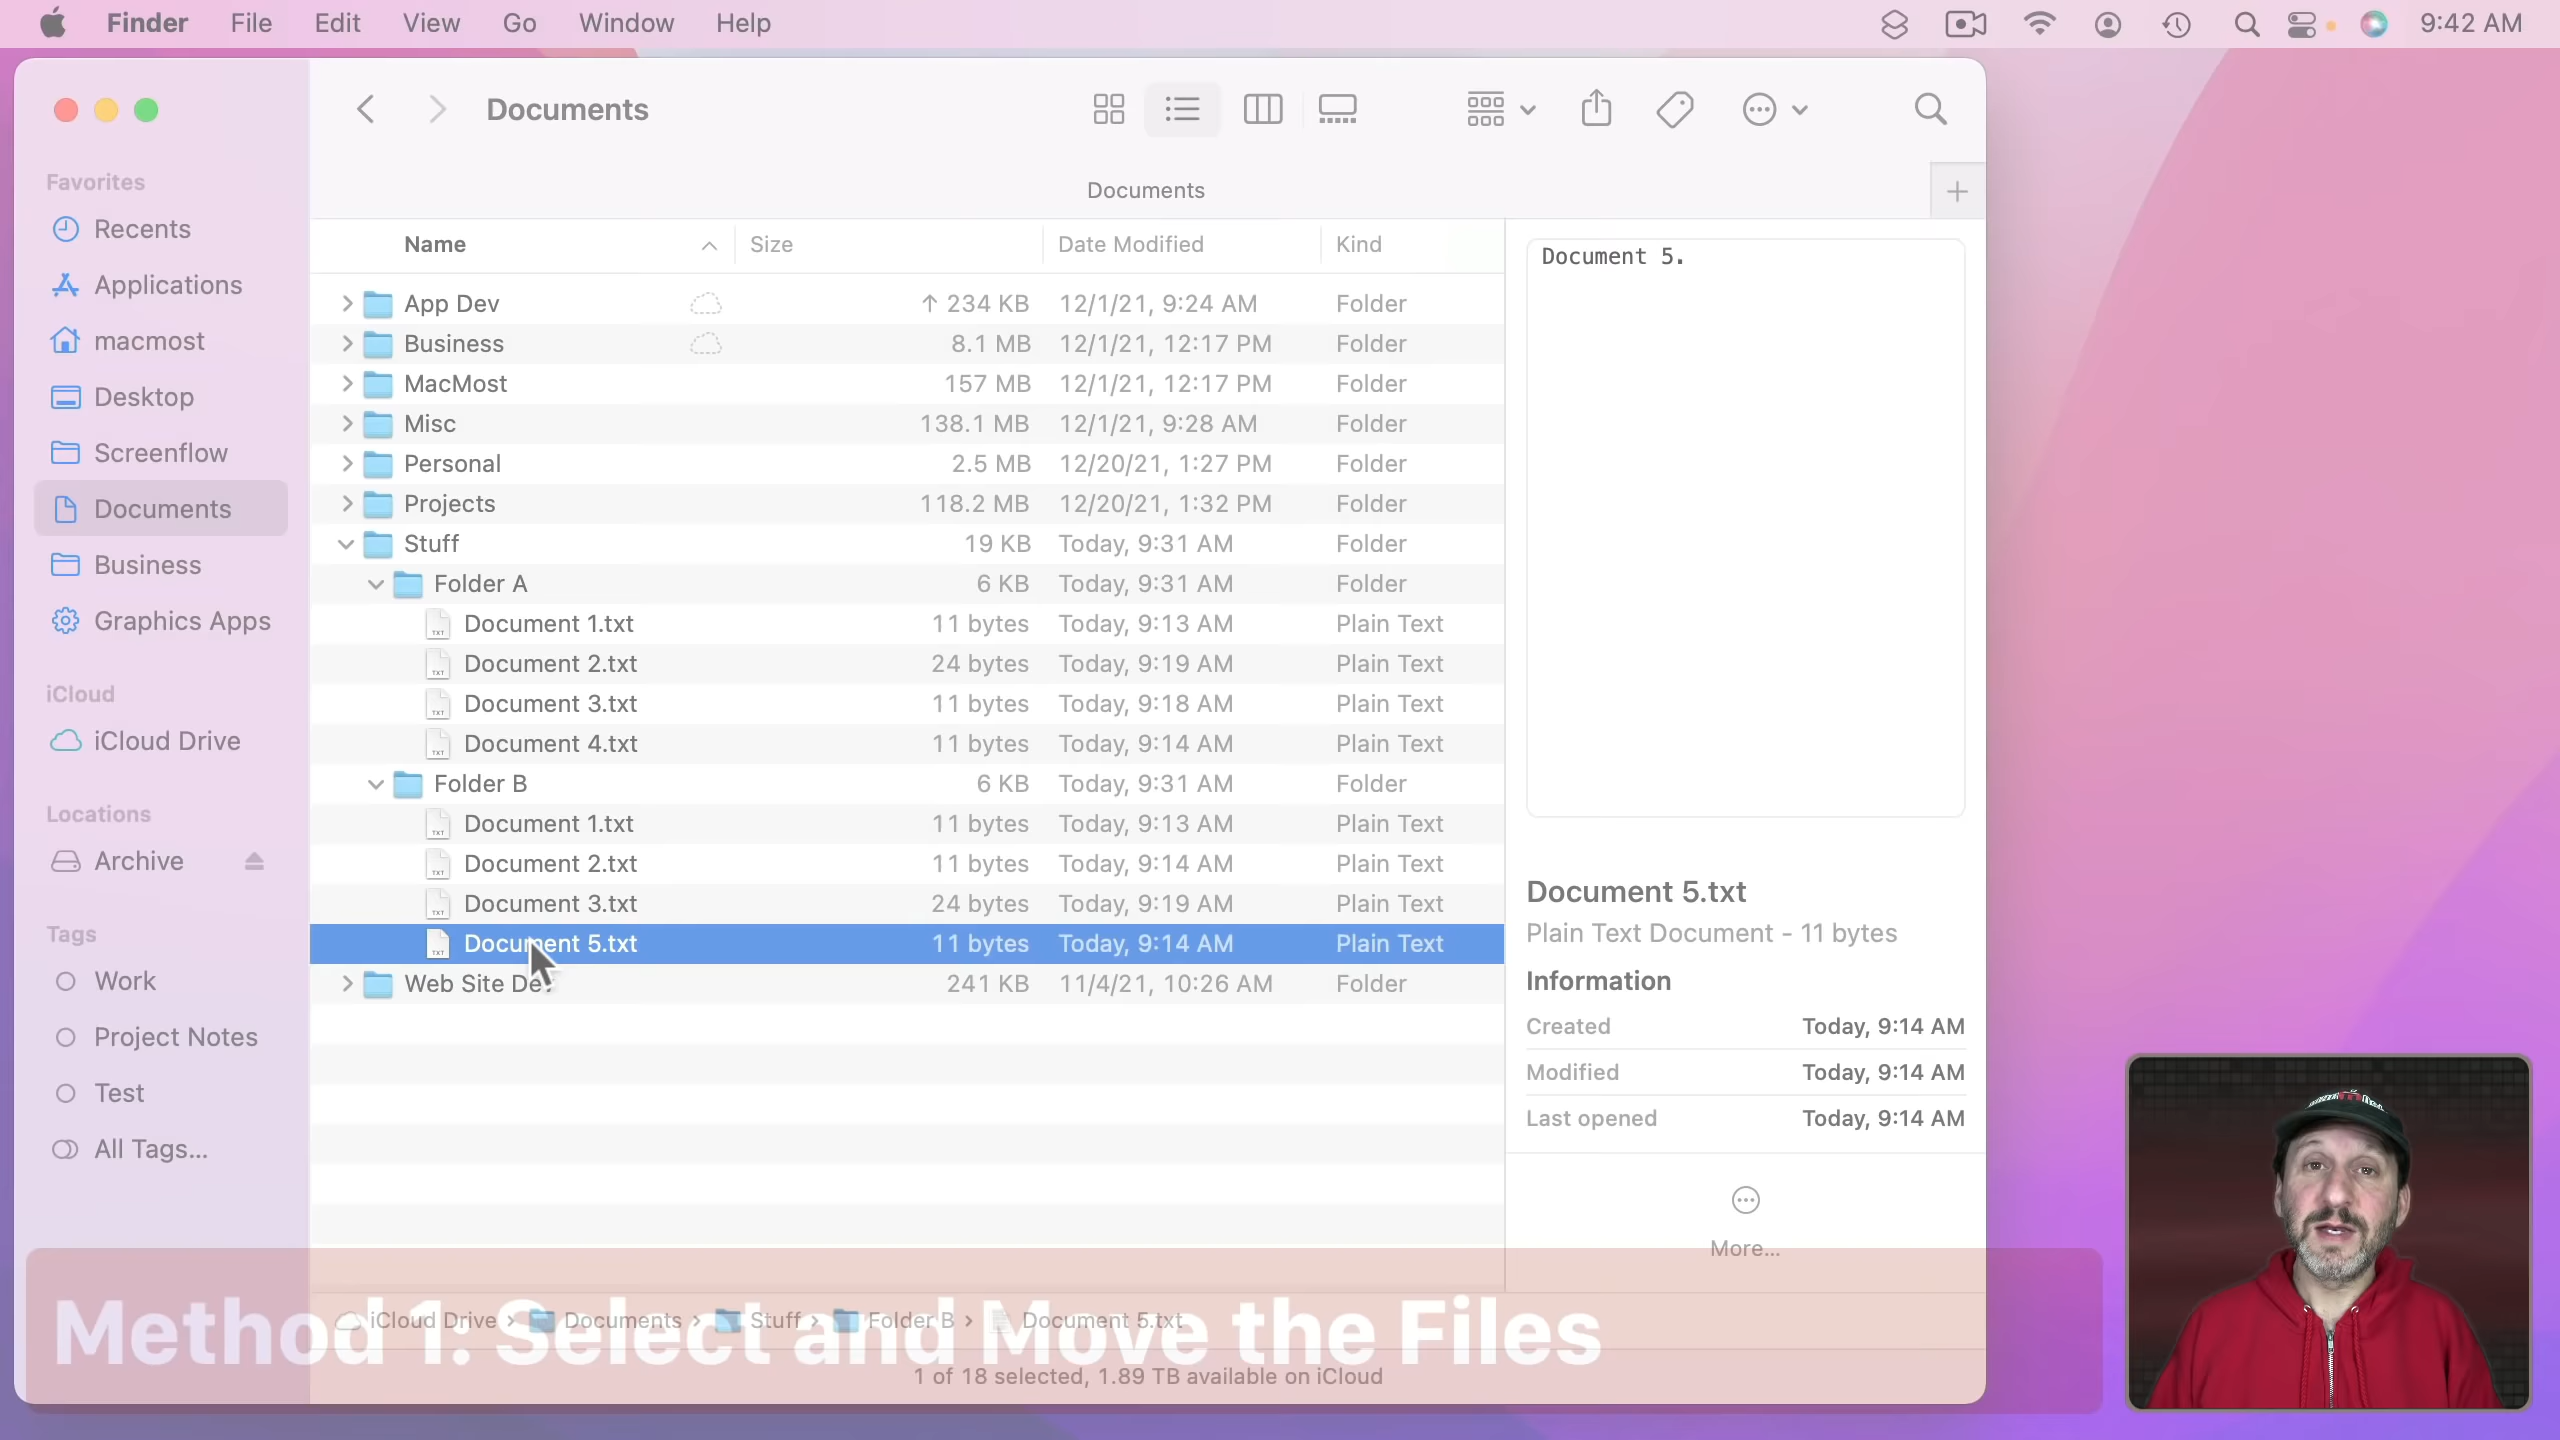 Finder File Edit View Go Window Help 9:42 AM
Documents
Documents
Favorites
Recents
Applications
macmost
Desktop
Screenflow
Documents
Business
Graphics Apps
iCloud
iCloud Drive
Locations
Archive
Tags
Work
Project Notes
Test
All Tags...
Name Size Date Modified Kind
App Dev ↑ 234 KB 12/1/21, 9:24 AM Folder
Business 8.1 MB 12/1/21, 12:17 PM Folder
MacMost 157 MB 12/1/21, 12:17 PM Folder
Misc 138.1 MB 12/1/21, 9:28 AM Folder
Personal 2.5 MB 12/20/21, 1:27 PM Folder
Projects 118.2 MB 12/20/21, 1:32 PM Folder
Stuff 19 KB Today, 9:31 AM Folder
Folder A 6 KB Today, 9:31 AM Folder
Document 1.txt 11 bytes Today, 9:13 AM Plain Text
Document 2.txt 24 bytes Today, 9:19 AM Plain Text
Document 3.txt 11 bytes Today, 9:18 AM Plain Text
Document 4.txt 11 bytes Today, 9:14 AM Plain Text
Folder B 6 KB Today, 9:31 AM Folder
Document 1.txt 11 bytes Today, 9:13 AM Plain Text
Document 2.txt 11 bytes Today, 9:14 AM Plain Text
Document 3.txt 24 bytes Today, 9:19 AM Plain Text
Document 5.txt 11 bytes Today, 9:14 AM Plain Text
Web Site Dev 241 KB 11/4/21, 10:26 AM Folder
Document 5.
Document 5.txt
Plain Text Document - 11 bytes
Information
Created Today, 9:14 AM
Modified Today, 9:14 AM
Last opened Today, 9:14 AM
More...
iCloud Drive › Documents › Stuff › Folder B › Document 5.txt
Method 1: Select and Move the Files
1 of 18 selected, 1.89 TB available on iCloud